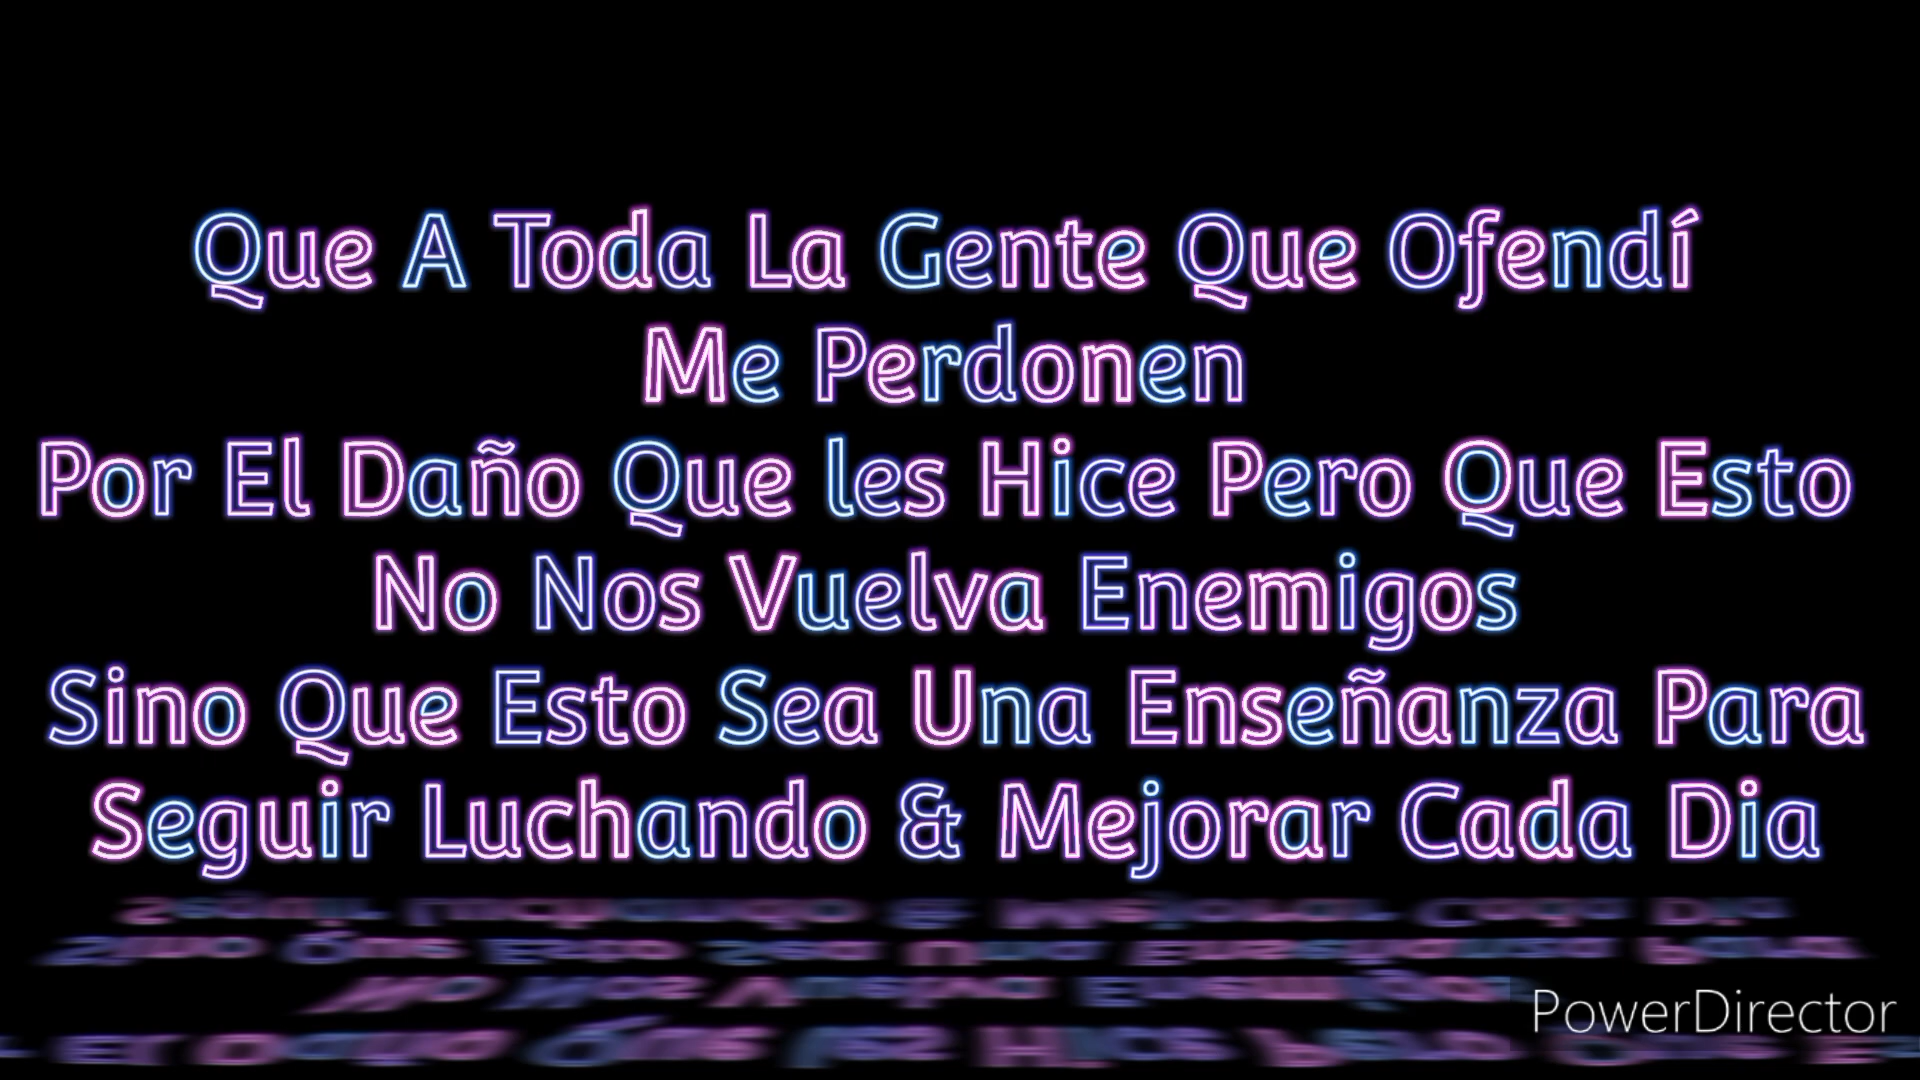 Que A Toda La Gente Que Ofendí
Me Perdonen
Por El Daño Que les Hice Pero Que Esto
No Nos Vuelva Enemigos
Sino Que Esto Sea Una Enseñanza Para
Seguir Luchando & Mejorar Cada Dia
PowerDirector